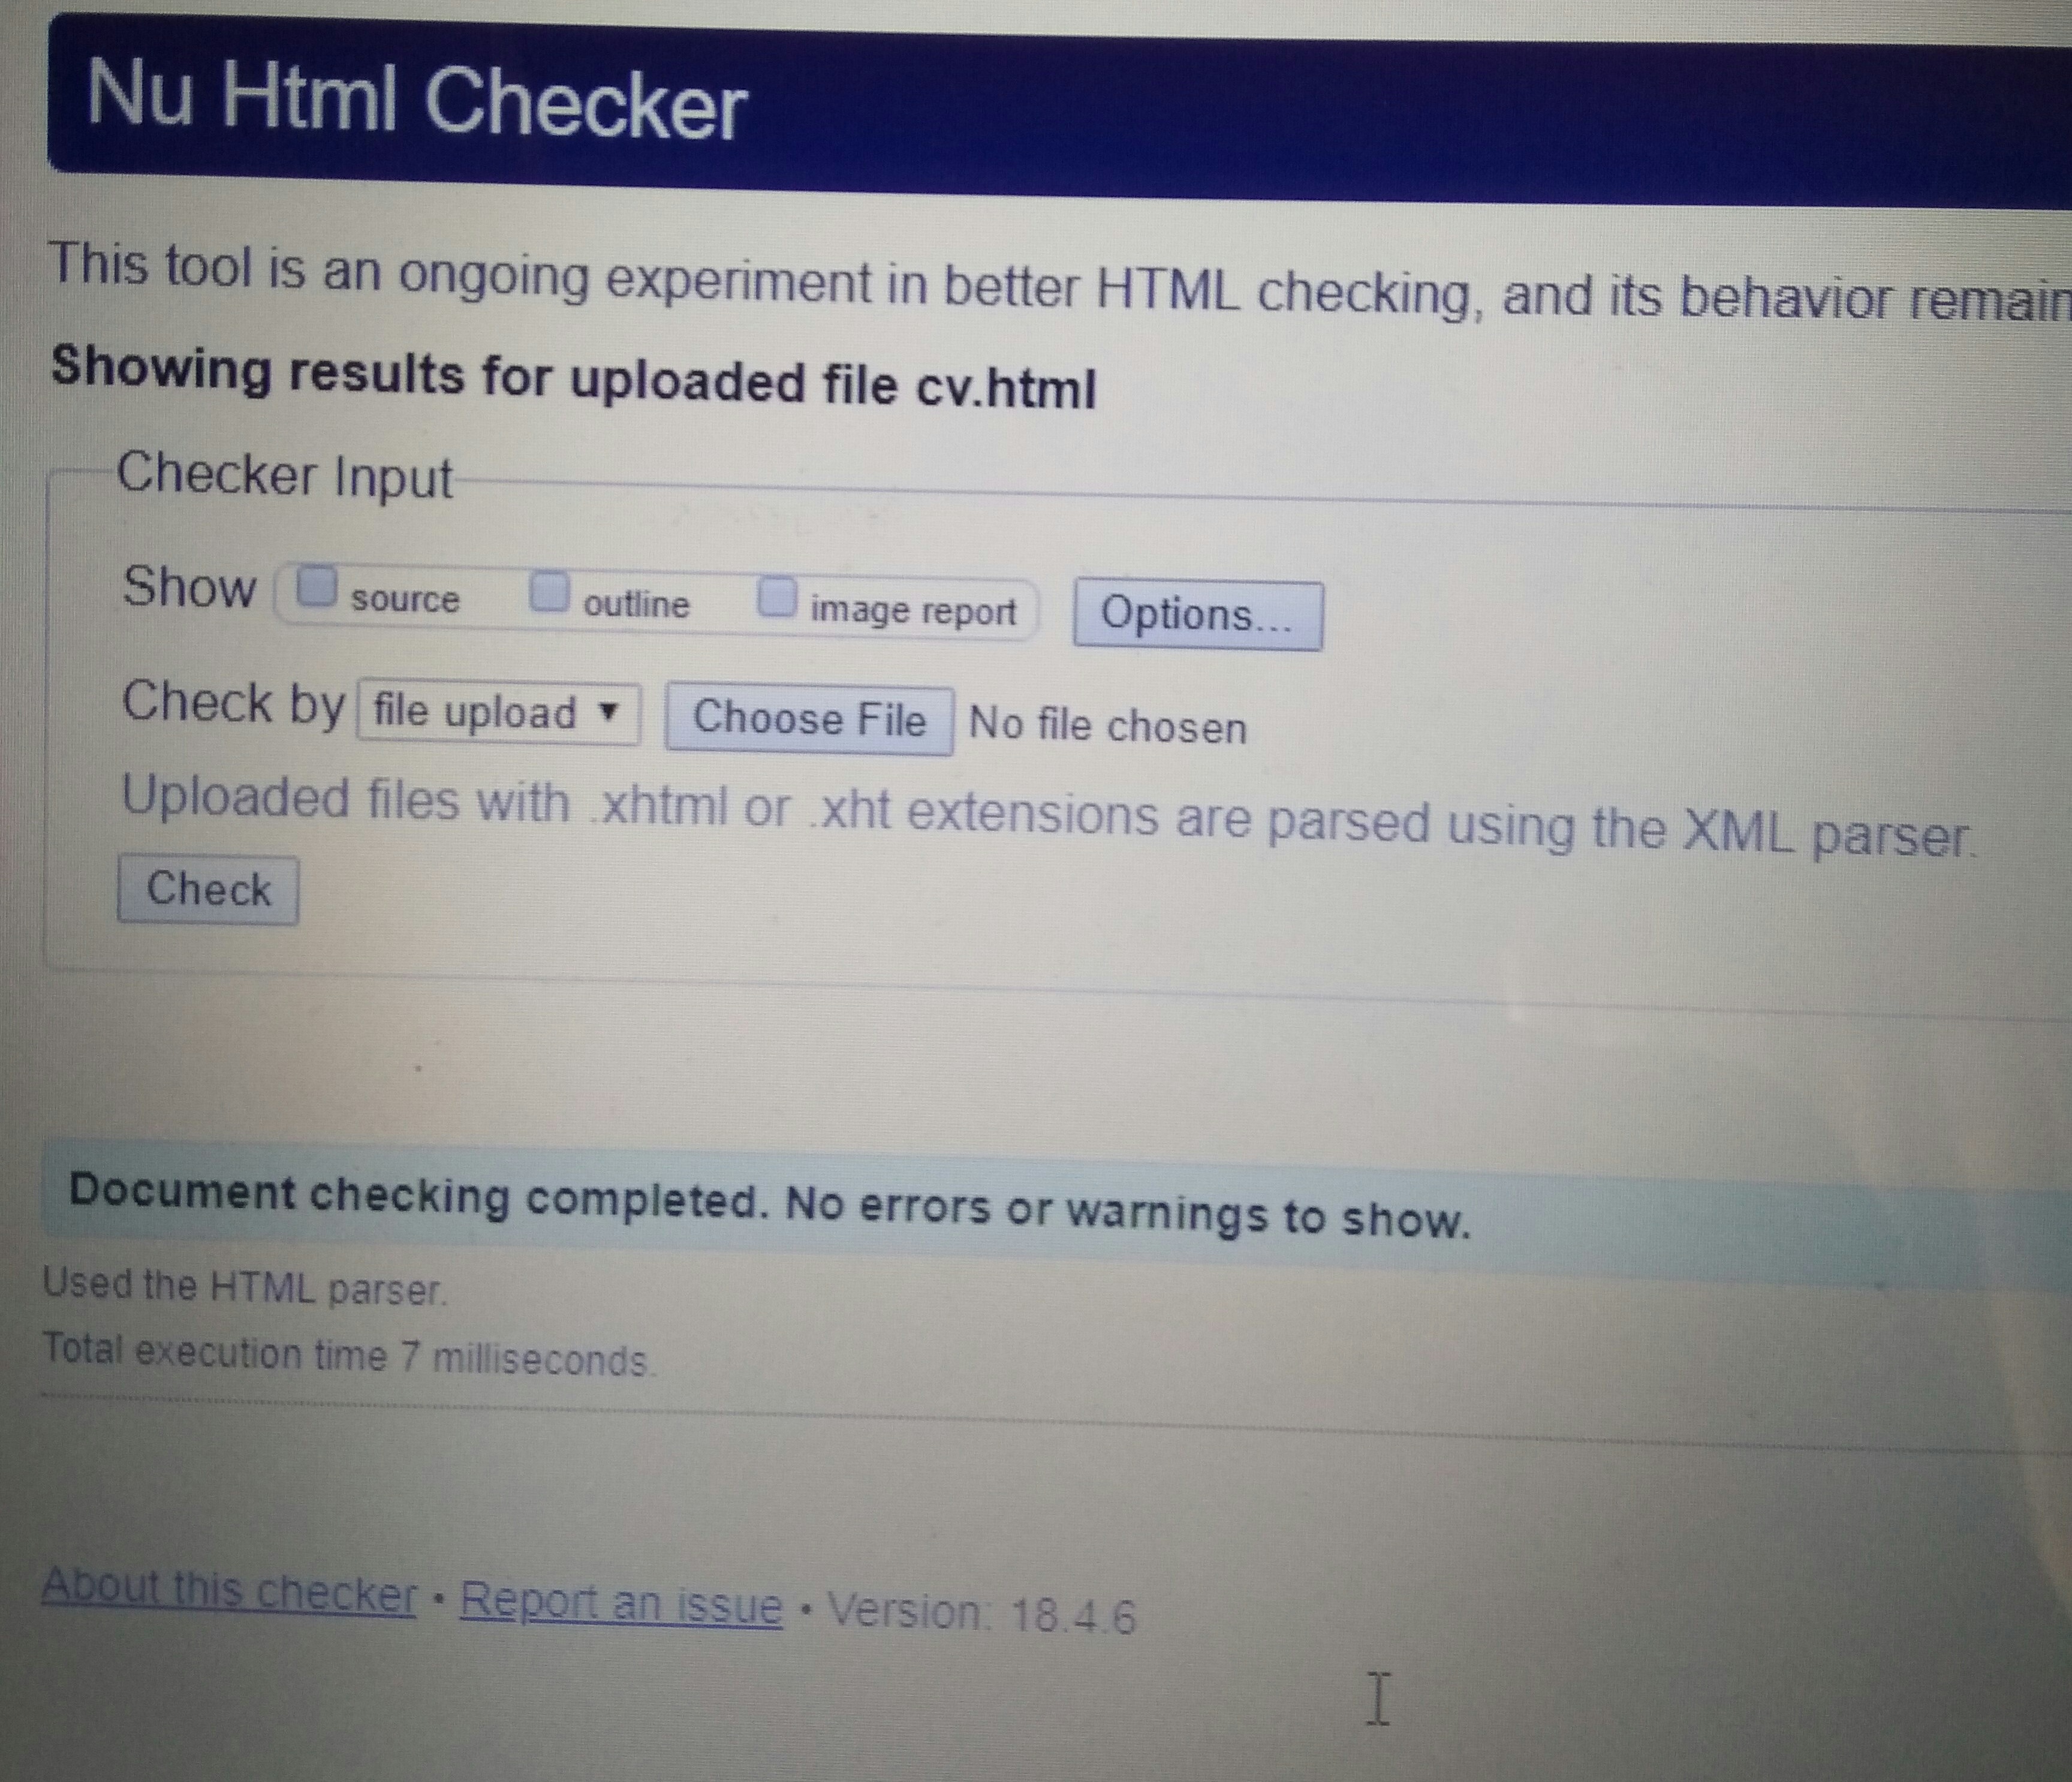 Nu Html Checker
This tool is an ongoing experiment in better HTML checking, and its behavior remain
Showing results for uploaded file cv.html
Checker Input
Show source outline image report Options...
Check by file upload ▼ Choose File No file chosen
Uploaded files with .xhtml or .xht extensions are parsed using the XML parser.
Check
Document checking completed. No errors or warnings to show.
Used the HTML parser.
Total execution time 7 milliseconds.
About this checker • Report an issue • Version: 18.4.6